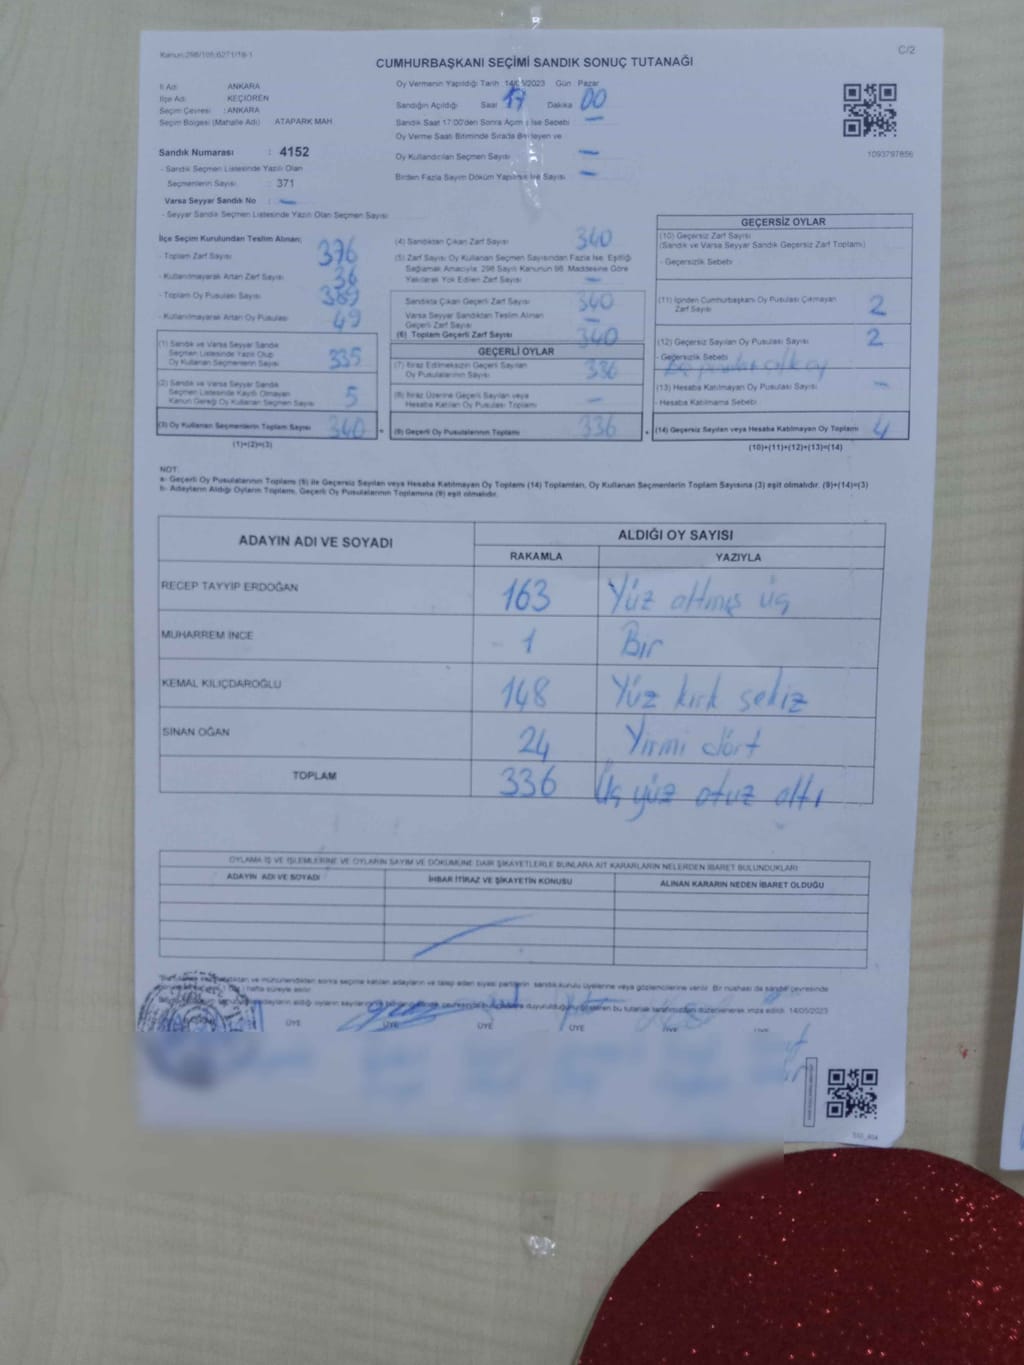 Kanun:298/105;6271/18-1
C/2
CUMHURBAŞKANI SEÇİMİ SANDIK SONUÇ TUTANAĞI
İl Adı : ANKARA
İlçe Adı : KEÇİÖREN
Seçim Çevresi : ANKARA
Seçim Bölgesi (Mahalle Adı) ATAPARK MAH
Sandık Numarası : 4152
- Sandık Seçmen Listesinde Yazılı Olan
Seçmenlerin Sayısı : 371
Varsa Seyyar Sandık No : –
- Seyyar Sandık Seçmen Listesinde Yazılı Olan Seçmen Sayısı
Oy Vermenin Yapıldığı Tarih : 14/05/2023 Gün : Pazar
Sandığın Açıldığı Saat 17 Dakika 00
Sandık Saat 17:00'den Sonra Açılmış İse Sebebi –
Oy Verme Saati Bitiminde Sırada Bekleyen ve
Oy Kullandırılan Seçmen Sayısı –
Birden Fazla Sayım Döküm Yapılmış İse Sayısı –
1093797856
İlçe Seçim Kurulundan Teslim Alınan;
- Toplam Zarf Sayısı 376
- Kullanılmayarak Artan Zarf Sayısı 36
- Toplam Oy Pusulası Sayısı 389
- Kullanılmayarak Artan Oy Pusulası 49
(1) Sandık ve Varsa Seyyar Sandık
Seçmen Listesinde Yazılı Olup
Oy Kullanan Seçmenlerin Sayısı 335
(2) Sandık ve Varsa Seyyar Sandık
Seçmen Listesinde Kayıtlı Olmayan
Kanun Gereği Oy Kullanan Seçmen Sayısı 5
(3) Oy Kullanan Seçmenlerin Toplam Sayısı 340
(1)+(2)=(3)
(4) Sandıktan Çıkan Zarf Sayısı 340
(5) Zarf Sayısı Oy Kullanan Seçmen Sayısından Fazla İse, Eşitliği
Sağlamak Amacıyla, 298 Sayılı Kanunun 98. Maddesine Göre
Yakılarak Yok Edilen Zarf Sayısı –
Sandıkta Çıkan Geçerli Zarf Sayısı 340
Varsa Seyyar Sandıktan Teslim Alınan
Geçerli Zarf Sayısı –
(6) Toplam Geçerli Zarf Sayısı 340
GEÇERLİ OYLAR
(7) İtiraz Edilmeksizin Geçerli Sayılan
Oy Pusulalarının Sayısı 336
(8) İtiraz Üzerine Geçerli Sayılan veya
Hesaba Katılan Oy Pusulası Toplamı –
(9) Geçerli Oy Pusulalarının Toplamı 336
GEÇERSİZ OYLAR
(10) Geçersiz Zarf Sayısı
(Sandık ve Varsa Seyyar Sandık Geçersiz Zarf Toplamı)
- Geçersizlik Sebebi
(11) İçinden Cumhurbaşkanı Oy Pusulası Çıkmayan
Zarf Sayısı 2
(12) Geçersiz Sayılan Oy Pusulası Sayısı 2
- Geçersizlik Sebebi
(13) Hesaba Katılmayan Oy Pusulası Sayısı –
- Hesaba Katılmama Sebebi
(14) Geçersiz Sayılan veya Hesaba Katılmayan Oy Toplamı 4
(10)+(11)+(12)+(13)=(14)
NOT:
a- Geçerli Oy Pusulalarının Toplamı (9) ile Geçersiz Sayılan veya Hesaba Katılmayan Oy Toplamı (14) Toplamları, Oy Kullanan Seçmenlerin Toplam Sayısına (3) eşit olmalıdır. (9)+(14)=(3)
b- Adayların Aldığı Oyların Toplamı, Geçerli Oy Pusulalarının Toplamına (9) eşit olmalıdır.
ADAYIN ADI VE SOYADI
ALDIĞI OY SAYISI
RAKAMLA YAZIYLA
RECEP TAYYİP ERDOĞAN 163 Yüz altmış üç
MUHARREM İNCE 1 Bir
KEMAL KILIÇDAROĞLU 148 Yüz kırk sekiz
SİNAN OĞAN 24 Yirmi dört
TOPLAM 336 Üç yüz otuz altı
OYLAMA İŞ VE İŞLEMLERİNE VE OYLARIN SAYIM VE DÖKÜMÜNE DAİR ŞİKAYETLERLE BUNLARA AİT KARARLARIN NELERDEN İBARET BULUNDUKLARI
ADAYIN ADI VE SOYADI
İHBAR İTİRAZ VE ŞİKAYETİN KONUSU
ALINAN KARARIN NEDEN İBARET OLDUĞU
sonra seçime katılan adayların ve talep eden siyasi partilerin sandık kurulu üyelerine veya gözlemcilerine verilir. Bir nüshası da sandık çevresinde
hafta süreyle asılır.
tutanak tarafımızdan düzenlenerek imza edildi. 14/05/2023
ÜYE ÜYE ÜYE ÜYE